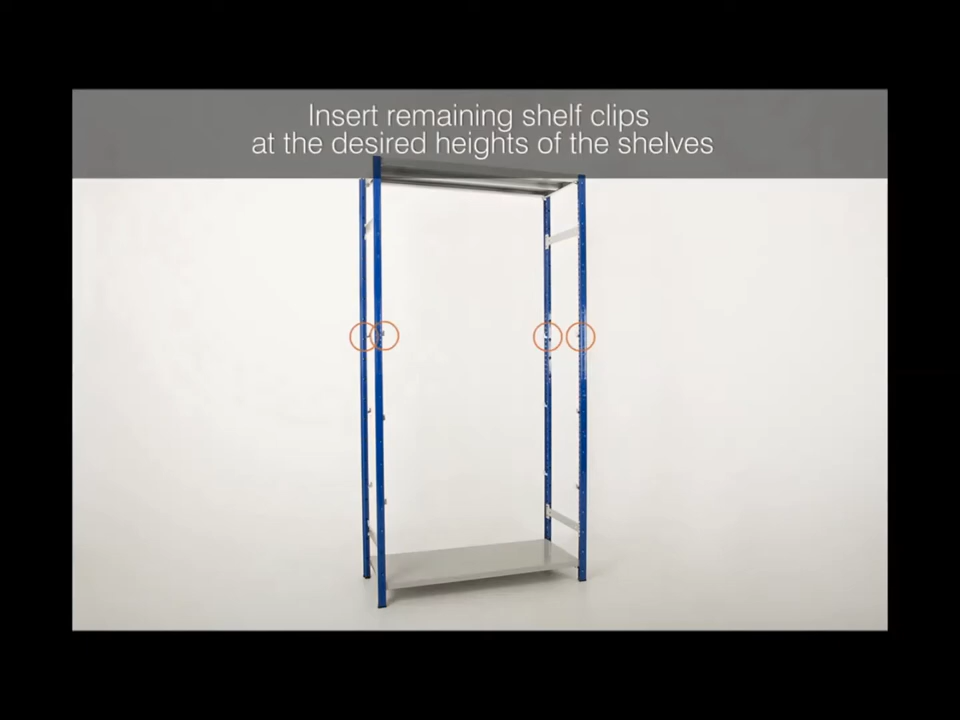 Insert remaining shelf clips
at the desired heights of the shelves